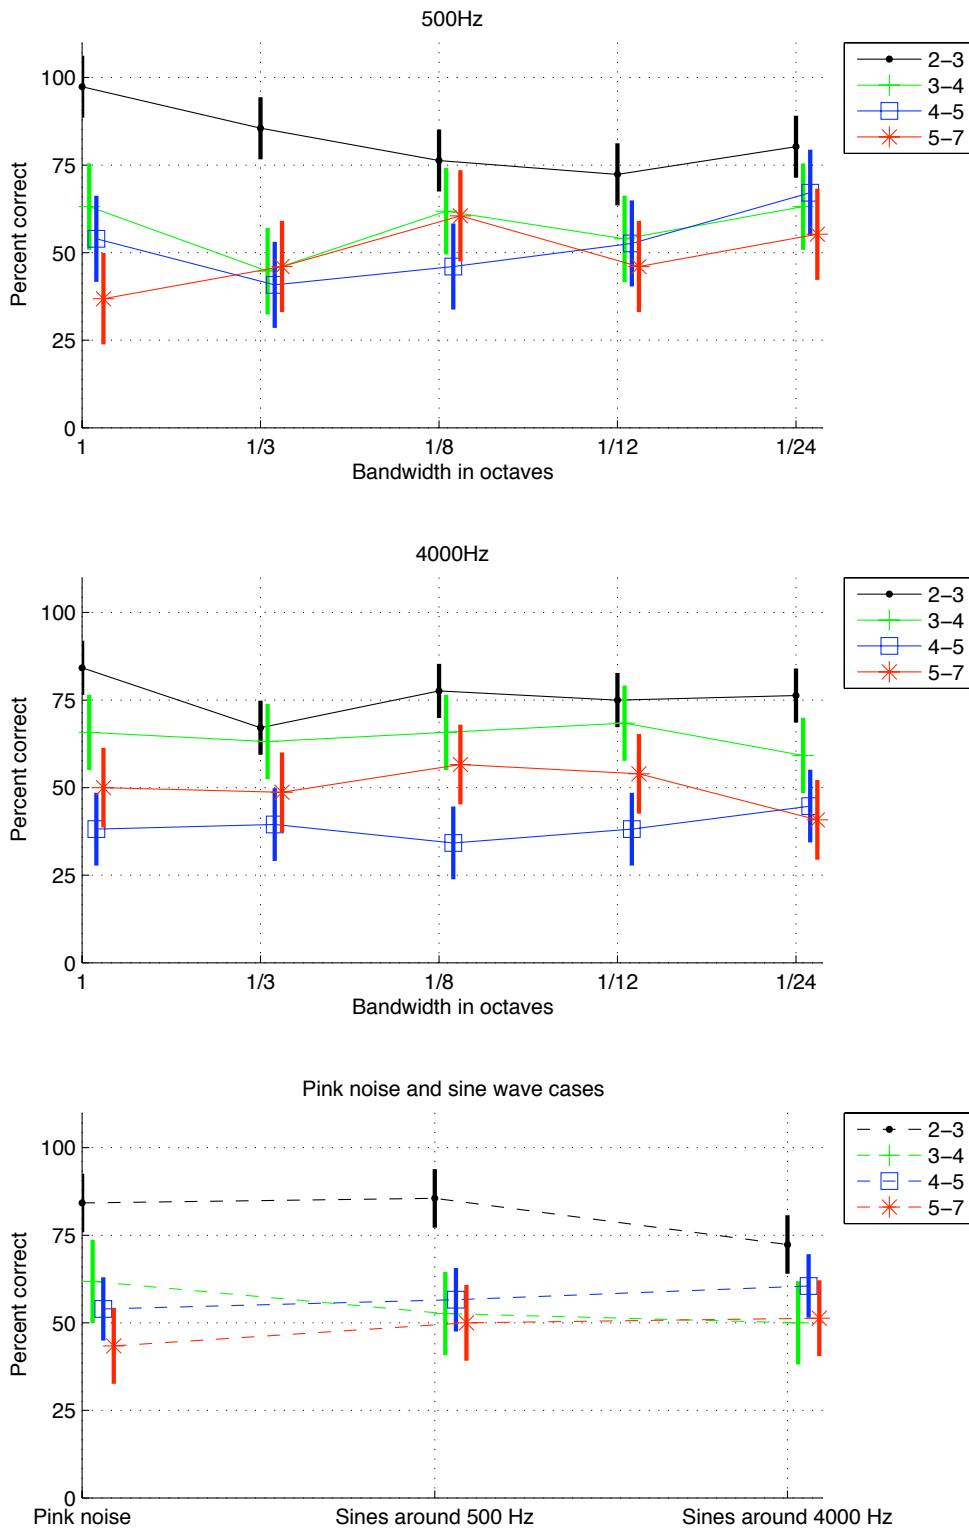 500Hz
Percent correct
100
75
50
25
0
1 1/3 1/8 1/12 1/24
Bandwidth in octaves
2−3
3−4
4−5
5−7
4000Hz
Percent correct
100
75
50
25
0
1 1/3 1/8 1/12 1/24
Bandwidth in octaves
2−3
3−4
4−5
5−7
Pink noise and sine wave cases
Percent correct
100
75
50
25
0
Pink noise Sines around 500 Hz Sines around 4000 Hz
2−3
3−4
4−5
5−7